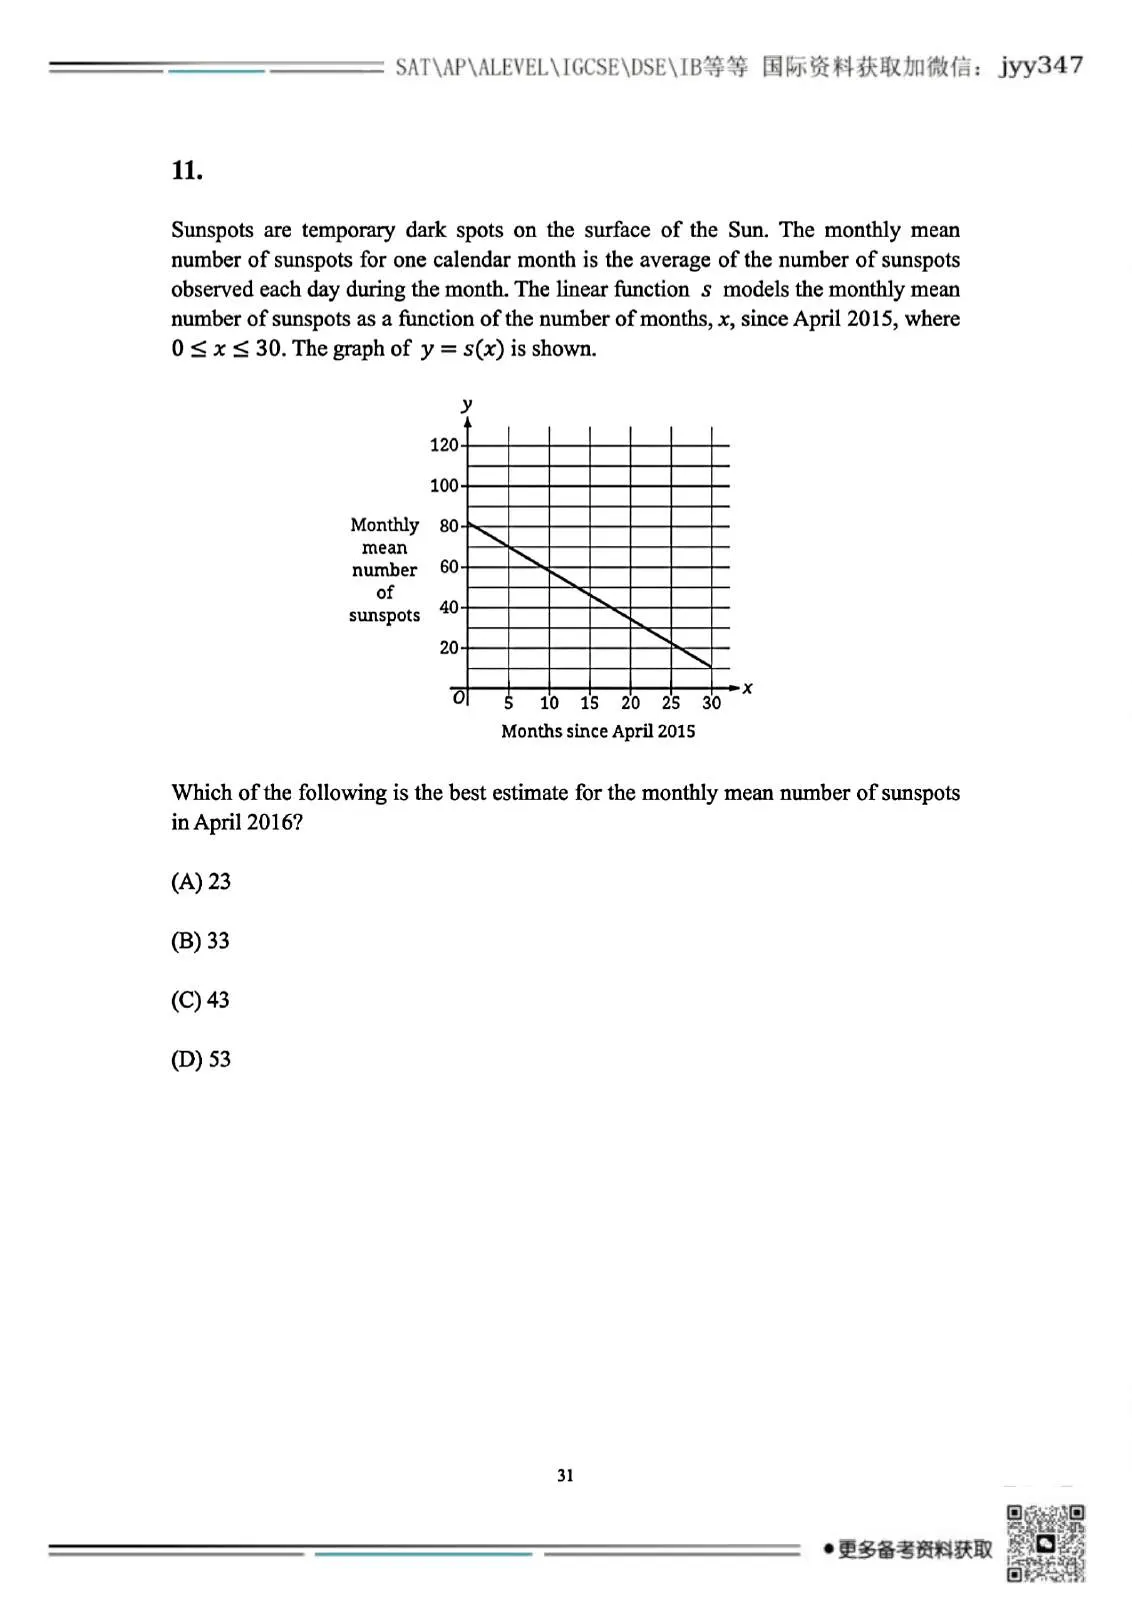 SAT\AP\ALEVEL\IGCSE\DSE\IB等等 国际资料获取加微信：jyy347
11.
Sunspots are temporary dark spots on the surface of the Sun. The monthly mean
number of sunspots for one calendar month is the average of the number of sunspots
observed each day during the month. The linear function s models the monthly mean
number of sunspots as a function of the number of months, x, since April 2015, where
0 ≤ x ≤ 30. The graph of y = s(x) is shown.
y
120
100
80
60
40
20
Monthly
mean
number
of
sunspots
O 5 10 15 20 25 30 x
Months since April 2015
Which of the following is the best estimate for the monthly mean number of sunspots
in April 2016?
(A) 23
(B) 33
(C) 43
(D) 53
31
•更多备考资料获取